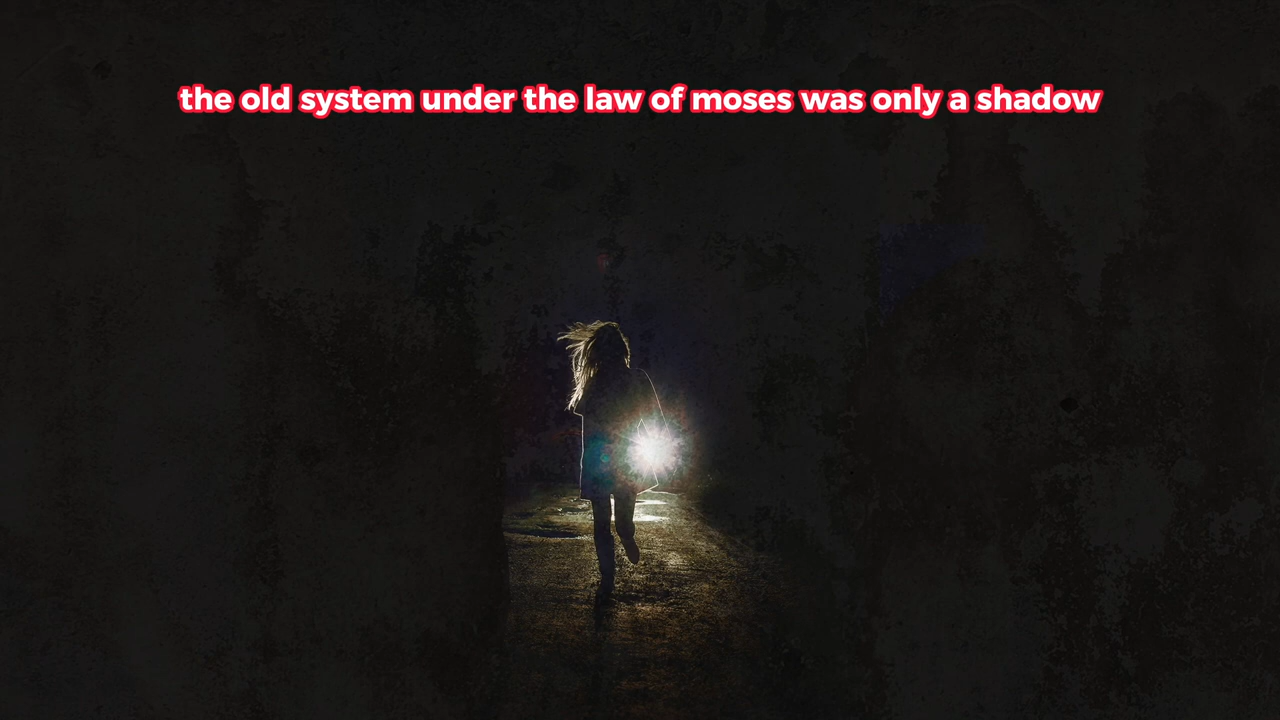 the old system under the law of moses was only a shadow